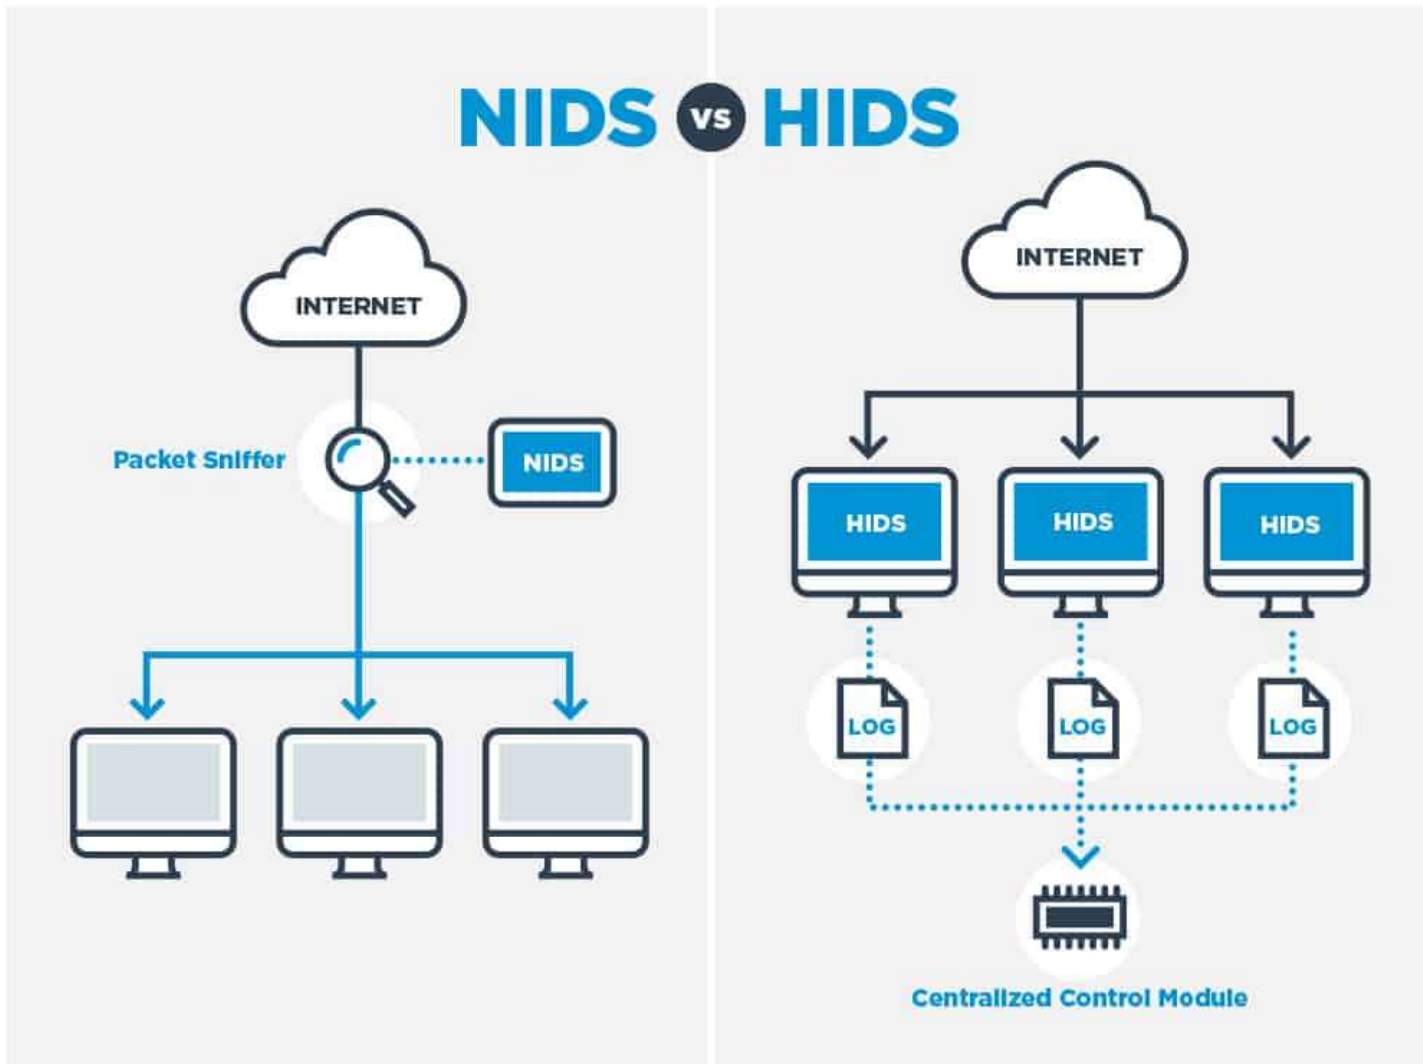 NIDS VS HIDS
INTERNET
Packet Sniffer
NIDS
INTERNET
HIDS
HIDS
HIDS
LOG
LOG
LOG
Centralized Control Module